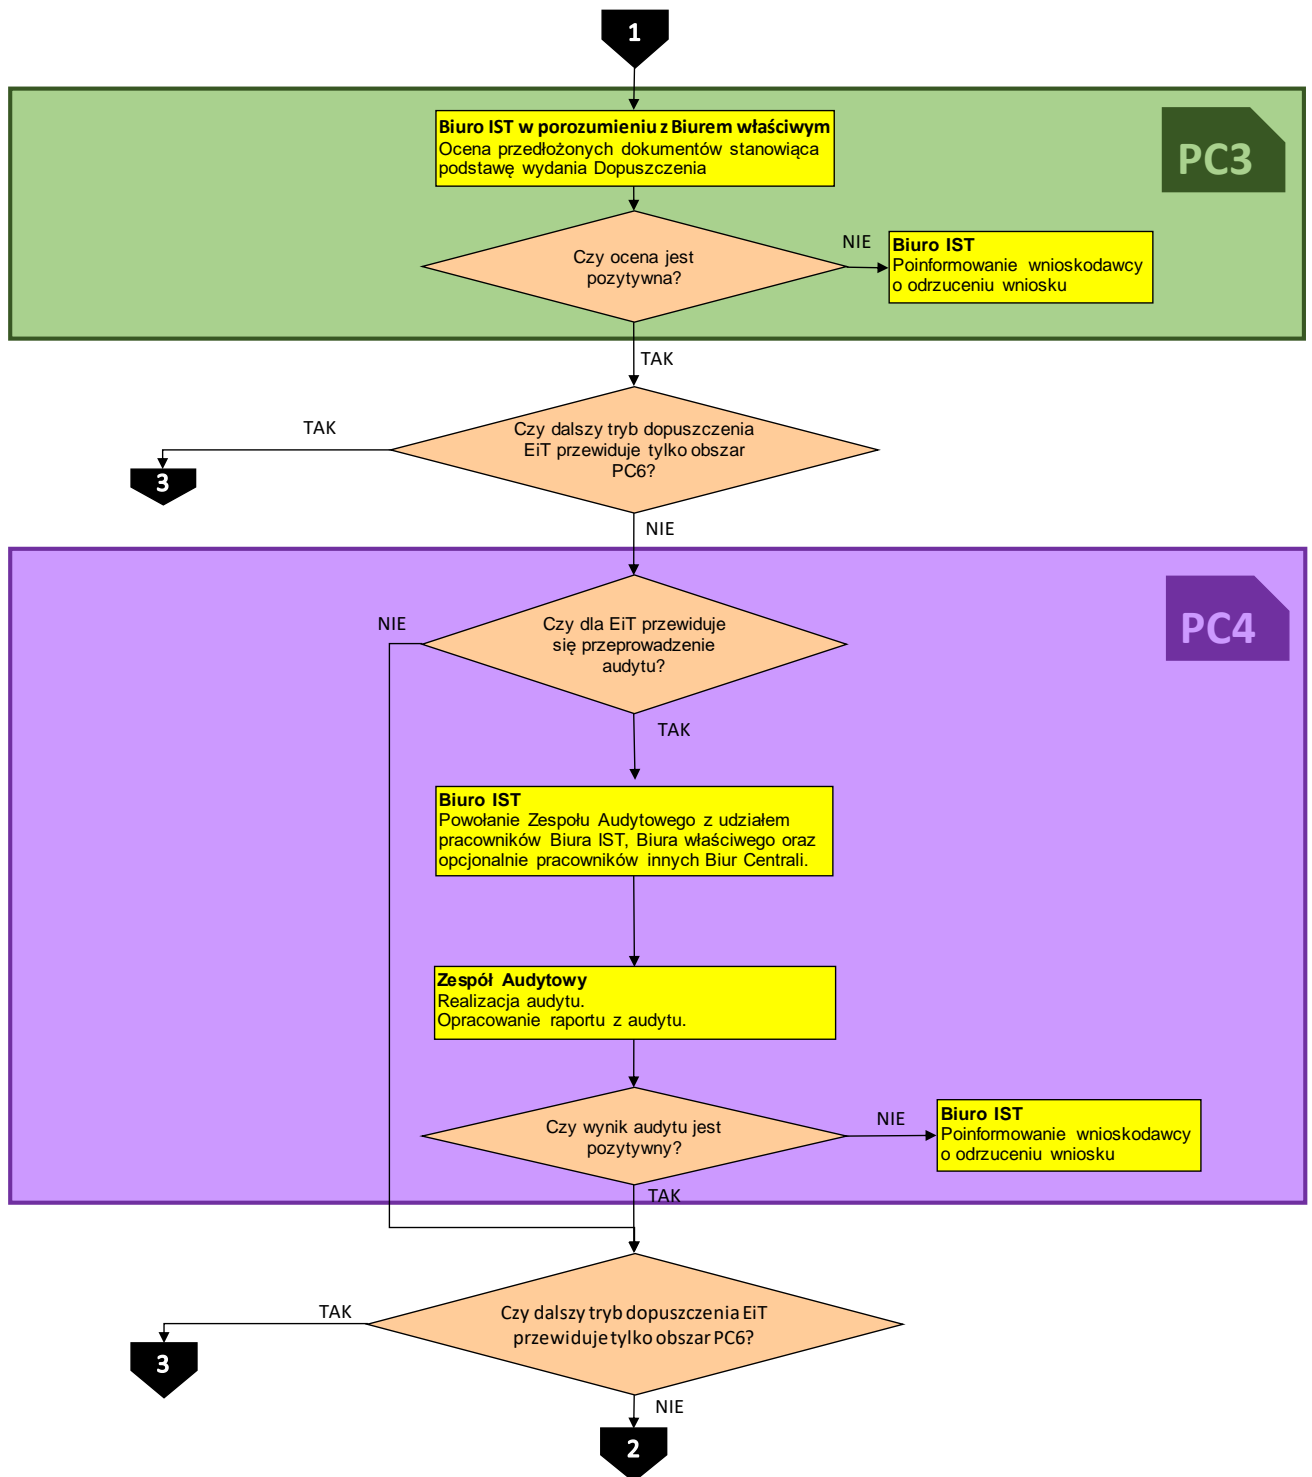 1
Biuro IST w porozumieniu z Biurem właściwym
Ocena przedłożonych dokumentów stanowiąca
podstawę wydania Dopuszczenia
PC3
Czy ocena jest
pozytywna?
NIE
Biuro IST
Poinformowanie wnioskodawcy
o odrzuceniu wniosku
TAK
Czy dalszy tryb dopuszczenia
EiT przewiduje tylko obszar
PC6?
TAK
3
NIE
PC4
Czy dla EiT przewiduje
się przeprowadzenie
audytu?
NIE
TAK
Biuro IST
Powołanie Zespołu Audytowego z udziałem
pracowników Biura IST, Biura właściwego oraz
opcjonalnie pracowników innych Biur Centrali.
Zespół Audytowy
Realizacja audytu.
Opracowanie raportu z audytu.
Czy wynik audytu jest
pozytywny?
NIE
Biuro IST
Poinformowanie wnioskodawcy
o odrzuceniu wniosku
TAK
Czy dalszy tryb dopuszczenia EiT
przewiduje tylko obszar PC6?
TAK
3
NIE
2